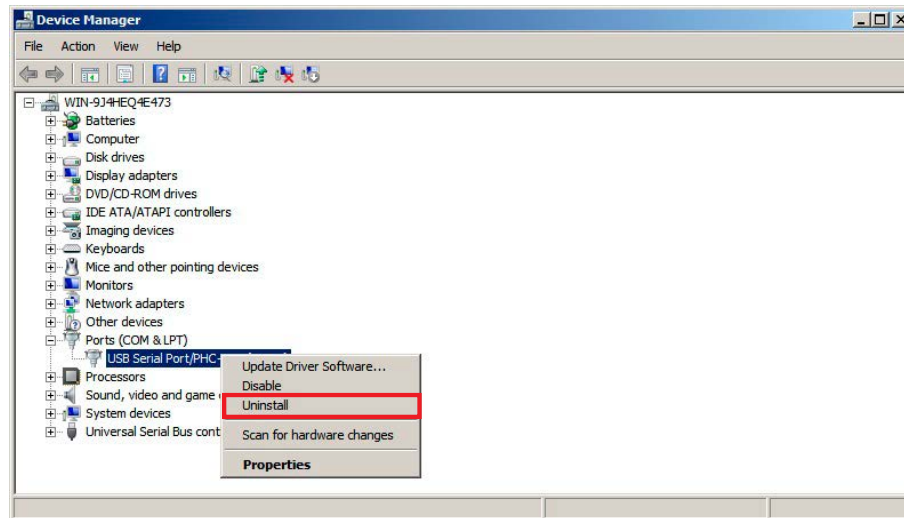 Device Manager
File Action View Help
WIN-9J4HEQ4E473
Batteries
Computer
Disk drives
Display adapters
DVD/CD-ROM drives
IDE ATA/ATAPI controllers
Imaging devices
Keyboards
Mice and other pointing devices
Monitors
Network adapters
Other devices
Ports (COM & LPT)
USB Serial Port/PHC-
Update Driver Software...
Processors
Disable
Sound, video and game
Uninstall
System devices
Universal Serial Bus cont
Scan for hardware changes
Properties